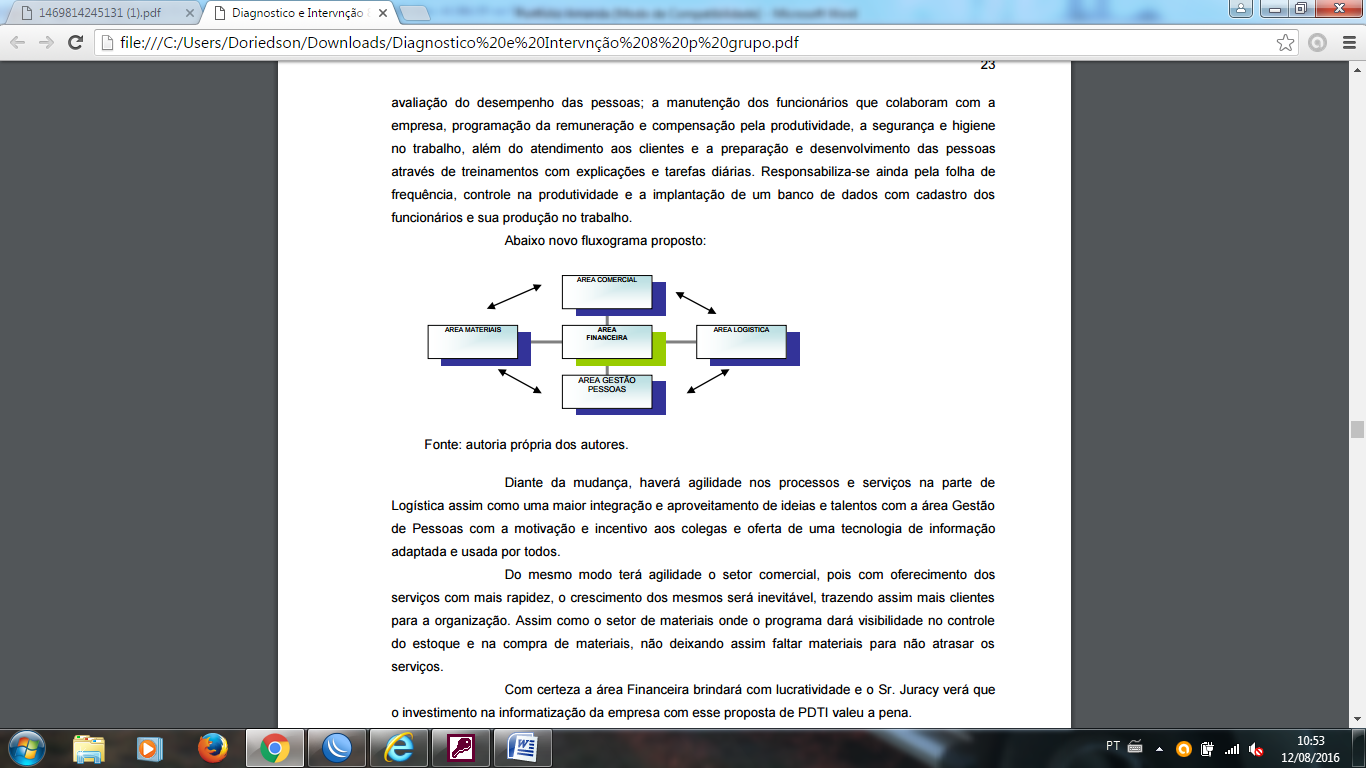 Portfólio Amanda [Modo de Compatibilidade] - Microsoft Word
1469814245131 (1).pdf
Diagnostico e Intervnção
file:///C:/Users/Doriedson/Downloads/Diagnostico%20e%20Intervnção%208%20p%20grupo.pdf
23
avaliação do desempenho das pessoas; a manutenção dos funcionários que colaboram com a
empresa, programação da remuneração e compensação pela produtividade, a segurança e higiene
no trabalho, além do atendimento aos clientes e a preparação e desenvolvimento das pessoas
através de treinamentos com explicações e tarefas diárias. Responsabiliza-se ainda pela folha de
frequência, controle na produtividade e a implantação de um banco de dados com cadastro dos
funcionários e sua produção no trabalho.
Abaixo novo fluxograma proposto:
AREA COMERCIAL
AREA MATERIAIS
AREA
FINANCEIRA
AREA LOGISTICA
AREA GESTÃO
PESSOAS
Fonte: autoria própria dos autores.
Diante da mudança, haverá agilidade nos processos e serviços na parte de
Logística assim como uma maior integração e aproveitamento de ideias e talentos com a área Gestão
de Pessoas com a motivação e incentivo aos colegas e oferta de uma tecnologia de informação
adaptada e usada por todos.
Do mesmo modo terá agilidade o setor comercial, pois com oferecimento dos
serviços com mais rapidez, o crescimento dos mesmos será inevitável, trazendo assim mais clientes
para a organização. Assim como o setor de materiais onde o programa dará visibilidade no controle
do estoque e na compra de materiais, não deixando assim faltar materiais para não atrasar os
serviços.
Com certeza a área Financeira brindará com lucratividade e o Sr. Juracy verá que
o investimento na informatização da empresa com esse proposta de PDTI valeu a pena.
PT
10:53
12/08/2016